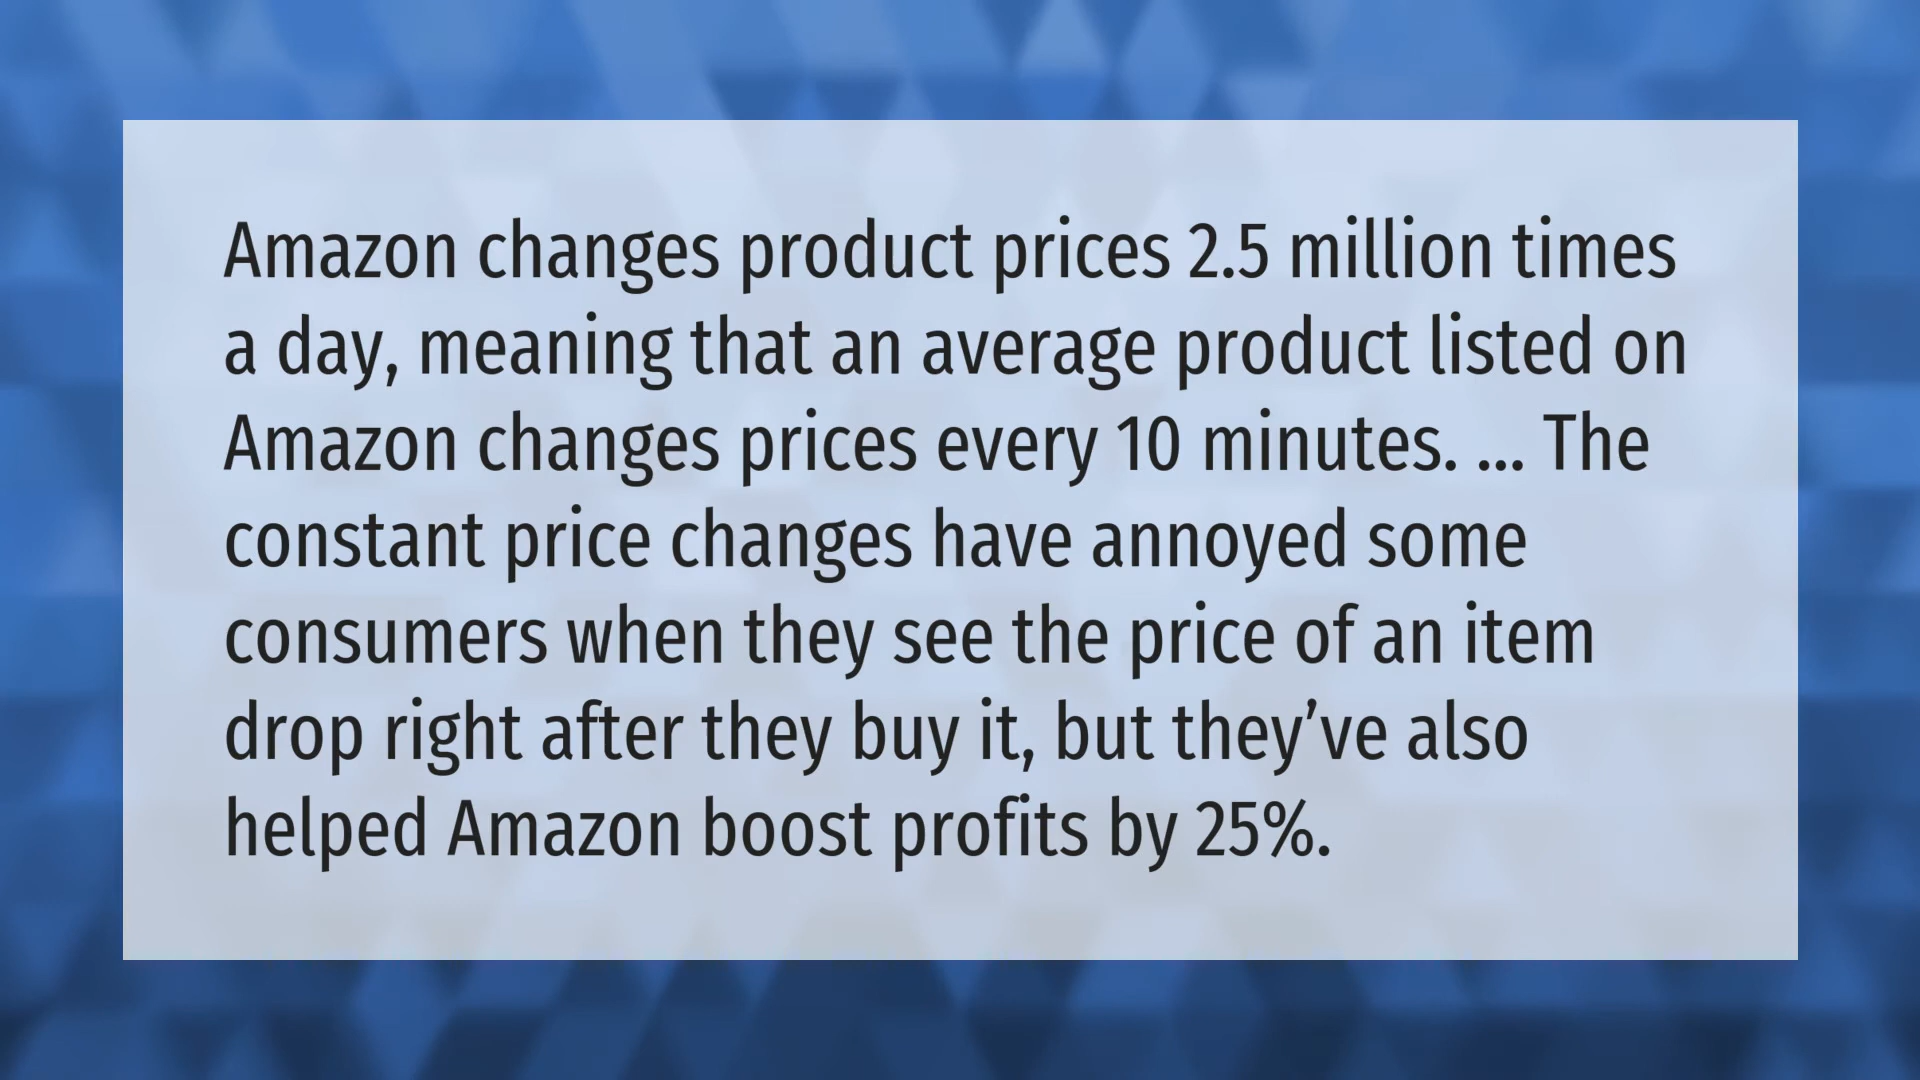 Amazon changes product prices 2.5 million times
a day, meaning that an average product listed on
Amazon changes prices every 10 minutes. ... The
constant price changes have annoyed some
consumers when they see the price of an item
drop right after they buy it, but they’ve also
helped Amazon boost profits by 25%.